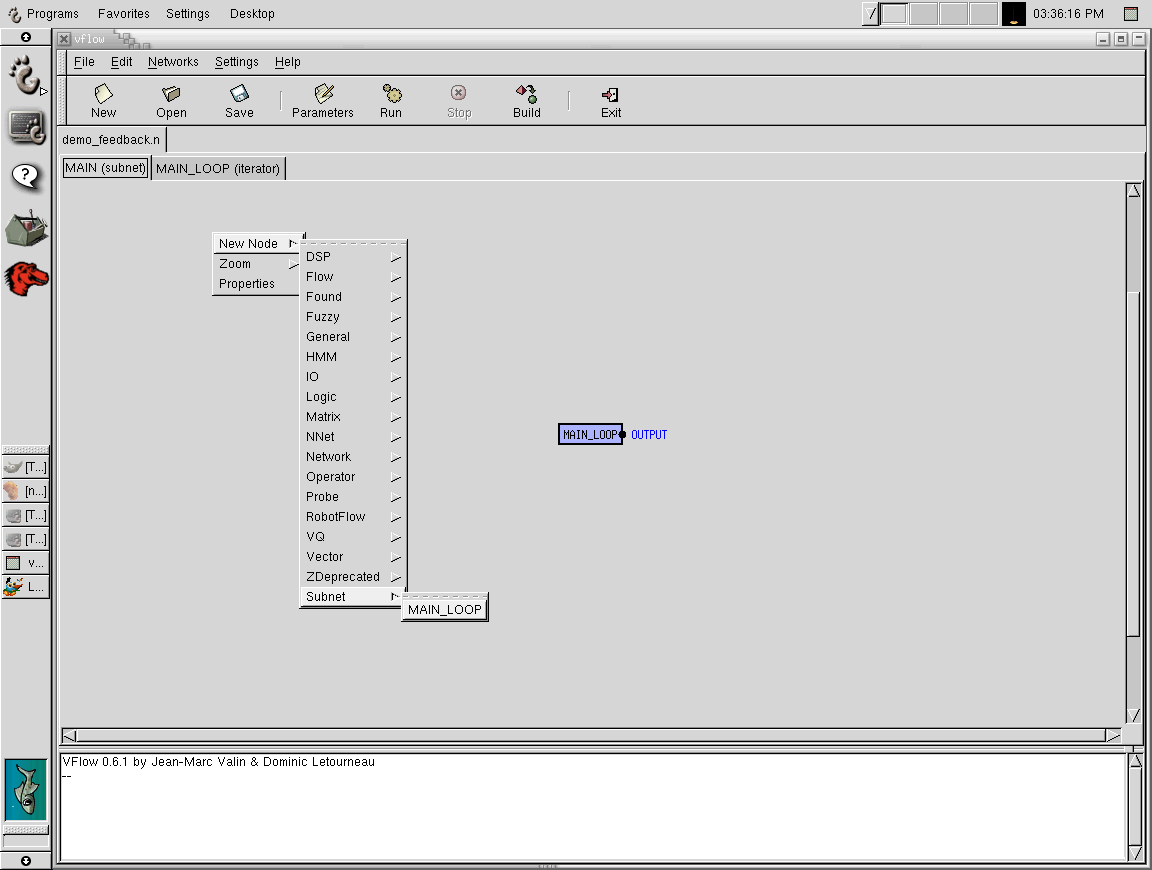 Programs Favorites Settings Desktop 03:36:16 PM
vflow
File Edit Networks Settings Help
New Open Save Parameters Run Stop Build Exit
demo_feedback.n
MAIN (subnet) MAIN_LOOP (iterator)
New Node
Zoom
Properties
DSP
Flow
Found
Fuzzy
General
HMM
IO
Logic
Matrix
NNet
Network
Operator
Probe
RobotFlow
VQ
Vector
ZDeprecated
Subnet
MAIN_LOOP
MAIN_LOOP OUTPUT
[T...]
[n...]
[T...]
[T...]
v...
L...
VFlow 0.6.1 by Jean-Marc Valin & Dominic Letourneau
--